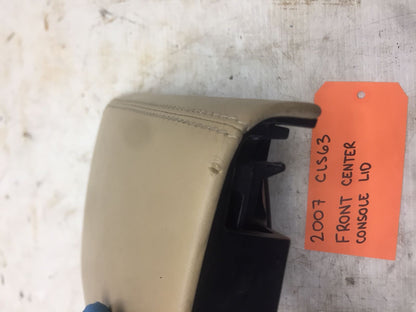 2007 CLS63
FRONT CENTER
CONSOLE LID